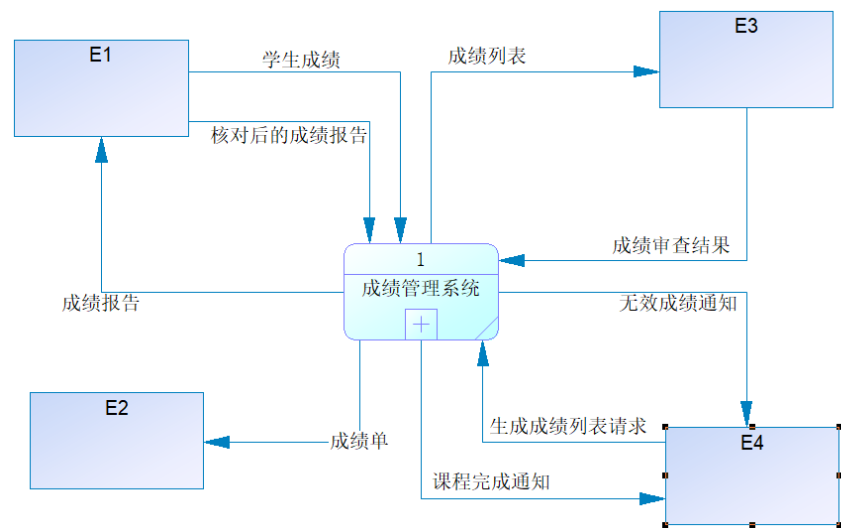 E1
E3
学生成绩
成绩列表
核对后的成绩报告
成绩审查结果
1
成绩管理系统
成绩报告
无效成绩通知
E2
成绩单
生成成绩列表请求
E4
课程完成通知